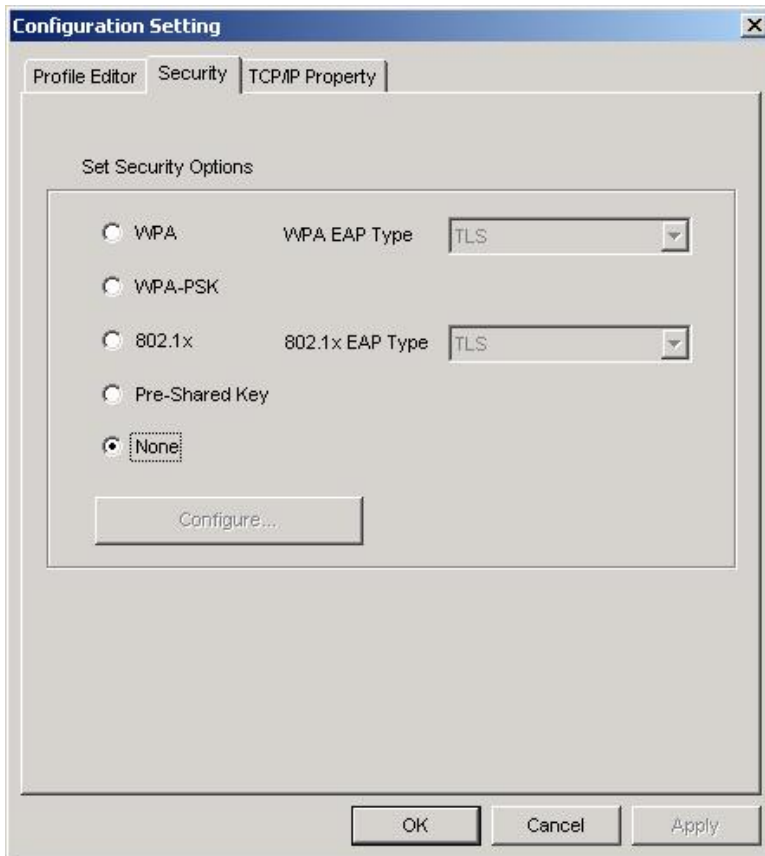 Configuration Setting
Profile Editor Security TCP/IP Property
Set Security Options
WPA WPA EAP Type TLS
WPA-PSK
802.1x 802.1x EAP Type TLS
Pre-Shared Key
None
Configure...
OK Cancel Apply